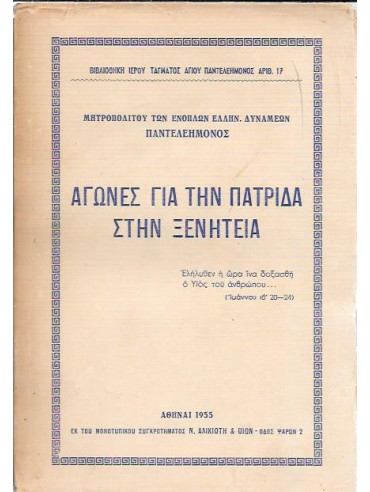 ΒΙΒΛΙΟΘΗΚΗ ΙΕΡΟΥ ΤΑΓΜΑΤΟΣ ΑΓΙΟΥ ΠΑΝΤΕΛΕΗΜΟΝΟΣ ΑΡΙΘ. 17
ΜΗΤΡΟΠΟΛΙΤΟΥ ΤΩΝ ΕΝΟΠΛΩΝ ΕΛΛΗΝ. ΔΥΝΑΜΕΩΝ
ΠΑΝΤΕΛΕΗΜΟΝΟΣ
ΑΓΩΝΕΣ ΓΙΑ ΤΗΝ ΠΑΤΡΙΔΑ
ΣΤΗΝ ΞΕΝΗΤΕΙΑ
Ἐλήλυθεν ἡ ὥρα ἵνα δοξασθῇ
ὁ Υἱὸς τοῦ ἀνθρώπου...
(Ἰωάννου ιβ' 20—24)
ΑΘΗΝΑΙ 1955
ΕΚ ΤΟΥ ΜΟΝΟΤΥΠΙΚΟΥ ΣΥΓΚΡΟΤΗΜΑΤΟΣ Ν. ΑΛΙΚΙΩΤΗ & ΥΙΩΝ - ΟΔΟΣ ΨΑΡΩΝ 2